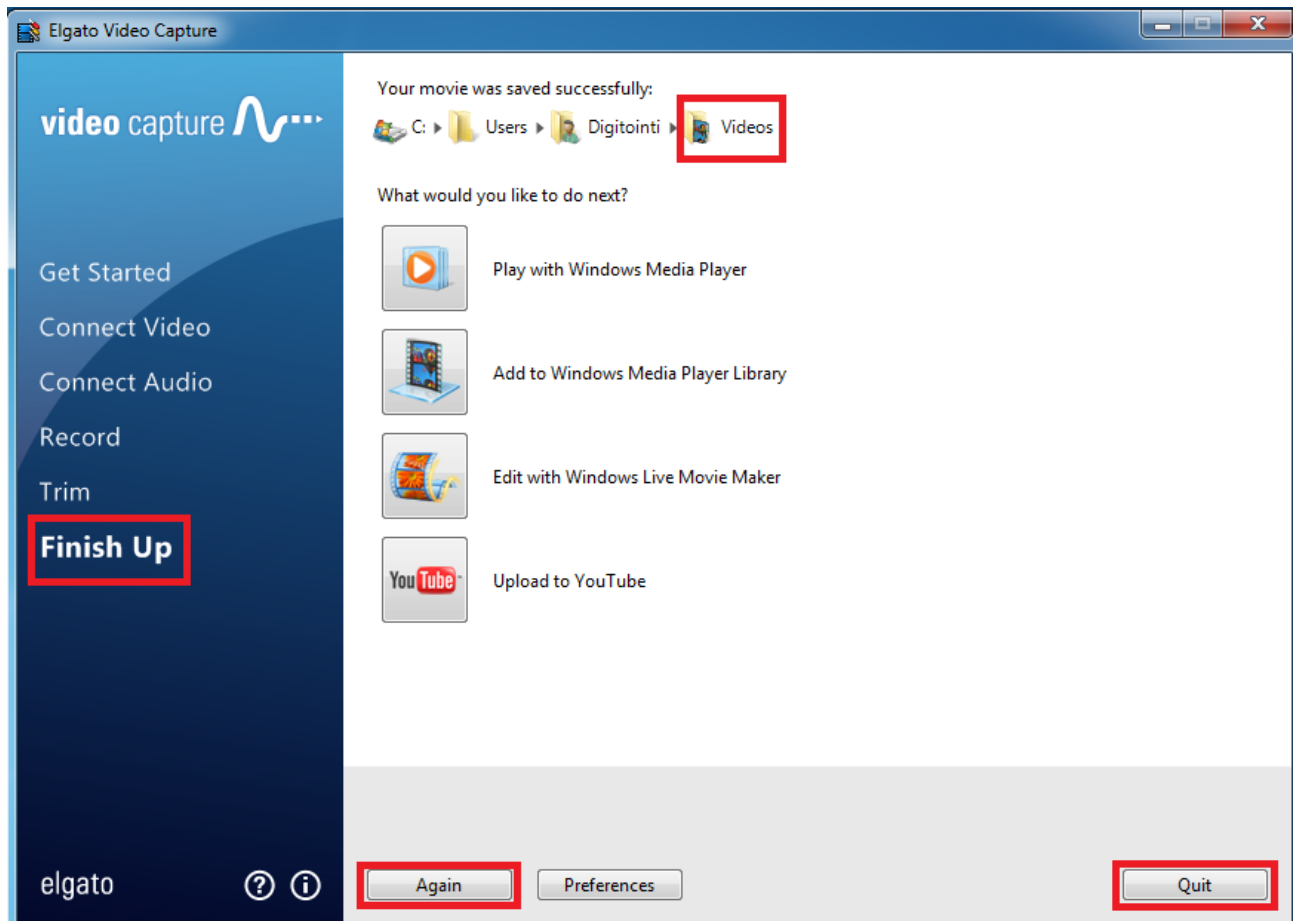 Elgato Video Capture
video capture
Your movie was saved successfully:
C: Users Digitointi Videos
What would you like to do next?
Get Started
Connect Video
Connect Audio
Record
Trim
Finish Up
Play with Windows Media Player
Add to Windows Media Player Library
Edit with Windows Live Movie Maker
YouTube
Upload to YouTube
elgato ? i
Again Preferences Quit